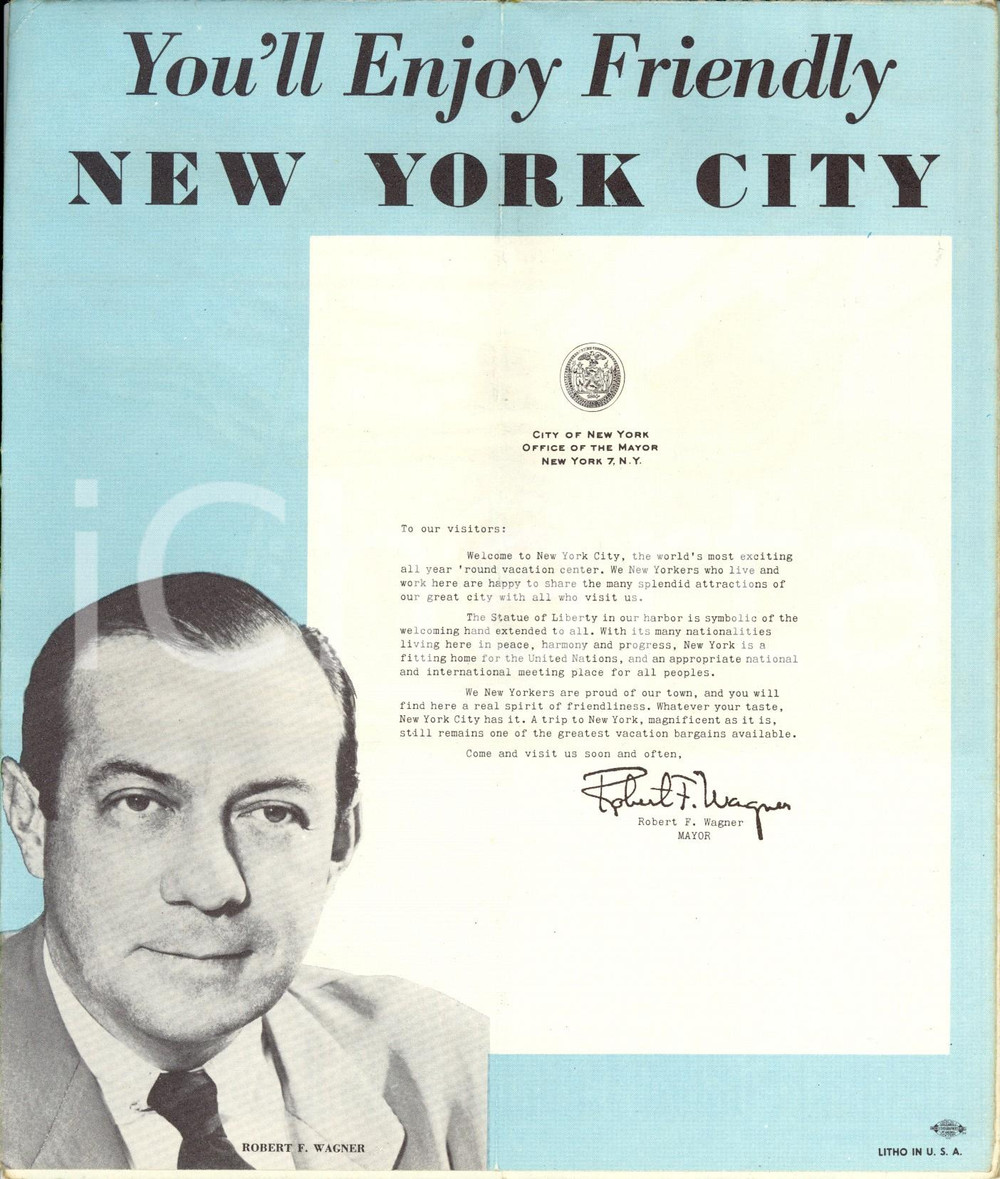 You'll Enjoy Friendly
NEW YORK CITY
CITY OF NEW YORK
OFFICE OF THE MAYOR
NEW YORK 7, N.Y.
To our visitors:
Welcome to New York City, the world's most exciting
all year 'round vacation center. We New Yorkers who live and
work here are happy to share the many splendid attractions of
our great city with all who visit us.
The Statue of Liberty in our harbor is symbolic of the
welcoming hand extended to all. With its many nationalities
living here in peace, harmony and progress, New York is a
fitting home for the United Nations, and an appropriate national
and international meeting place for all peoples.
We New Yorkers are proud of our town, and you will
find here a real spirit of friendliness. Whatever your taste,
New York City has it. A trip to New York, magnificent as it is,
still remains one of the greatest vacation bargains available.
Come and visit us soon and often,
Robert F. Wagner
Robert F. Wagner
MAYOR
ROBERT F. WAGNER
LITHO IN U. S. A.